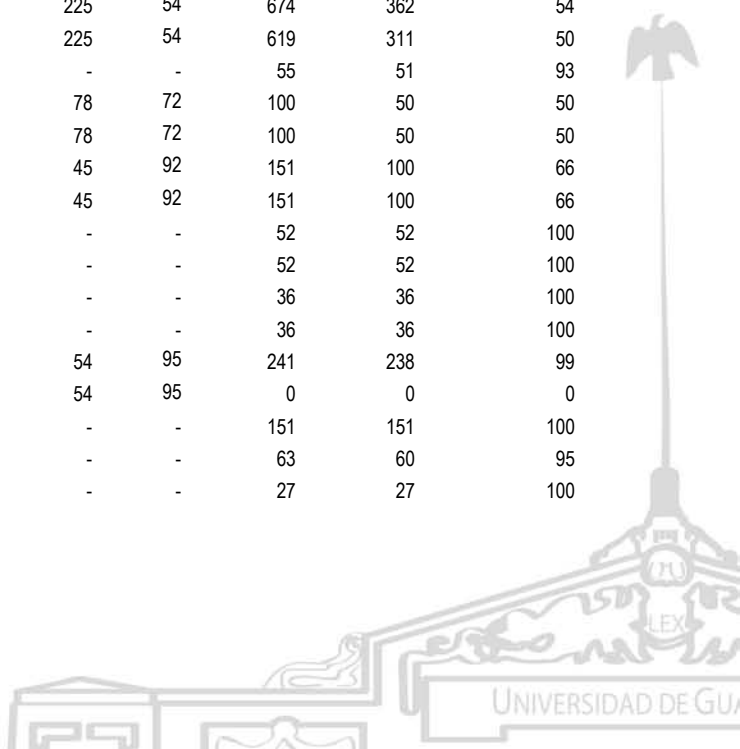 225 54 674 362 54
225 54 619 311 50
- - 55 51 93
78 72 100 50 50
78 72 100 50 50
45 92 151 100 66
45 92 151 100 66
- - 52 52 100
- - 52 52 100
- - 36 36 100
- - 36 36 100
54 95 241 238 99
54 95 0 0 0
- - 151 151 100
- - 63 60 95
- - 27 27 100
LEX
UNIVERSIDAD DE GUA